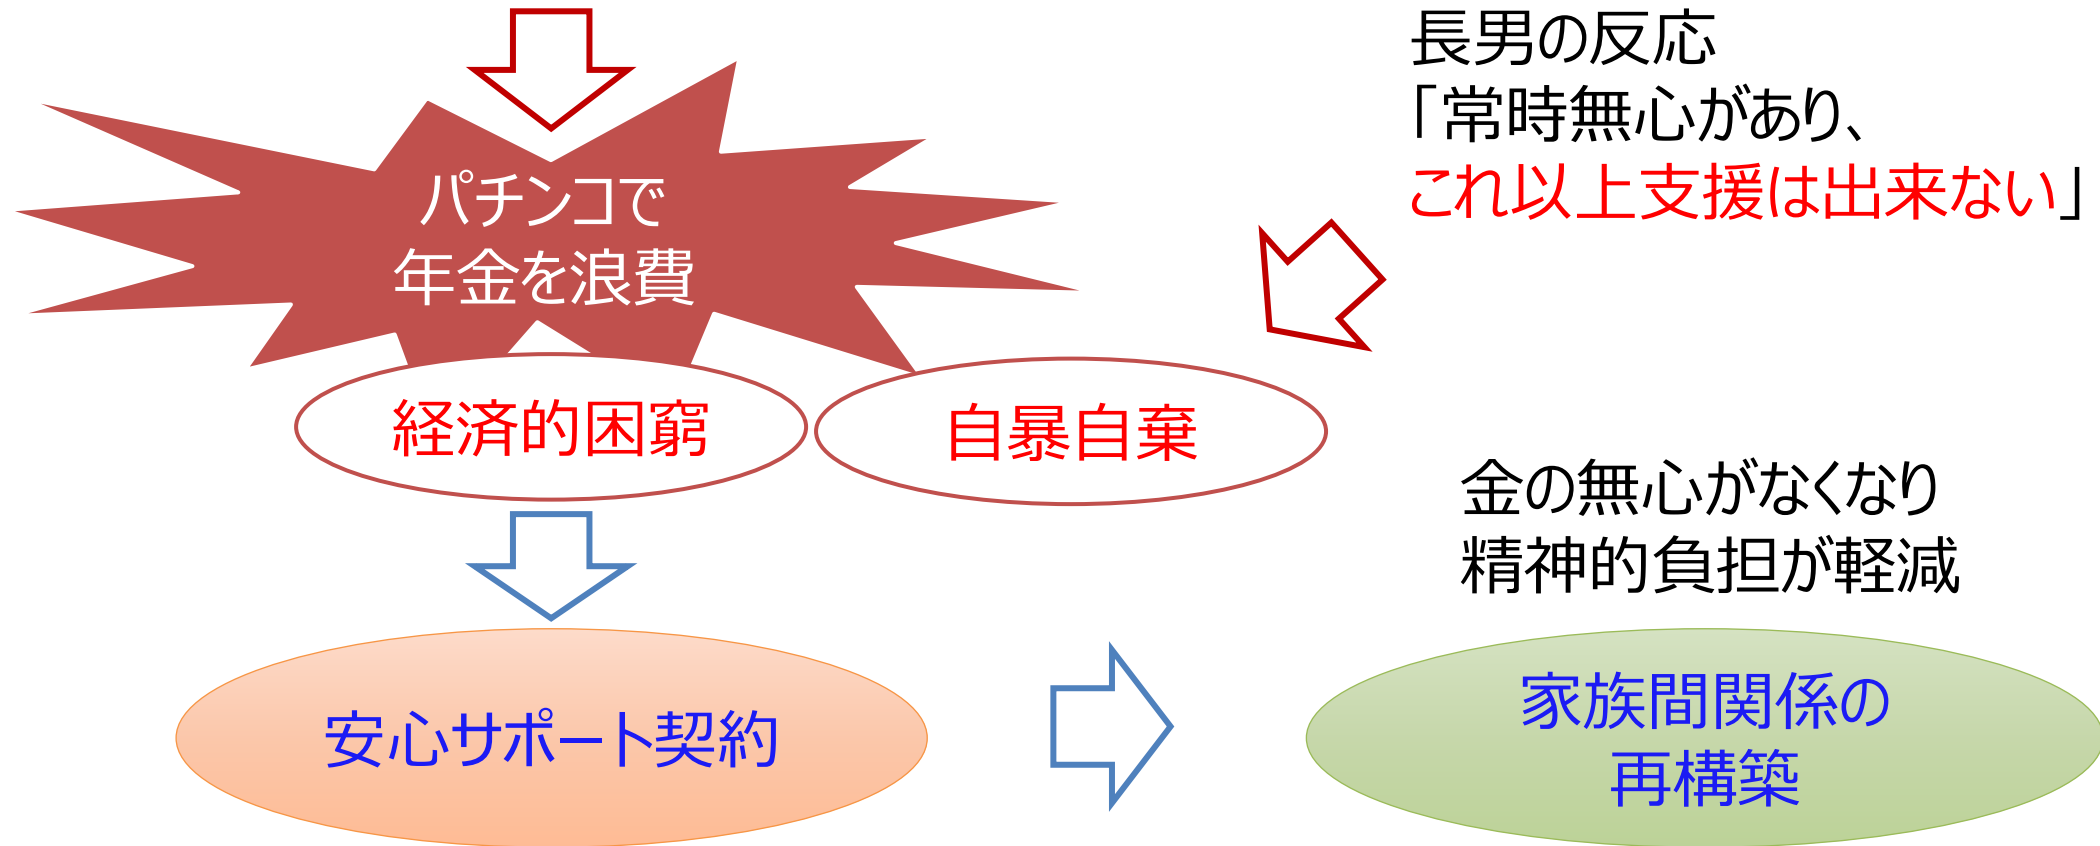 長男の反応
「常時無心があり、
これ以上支援は出来ない」
パチンコで
年金を浪費
経済的困窮
自暴自棄
金の無心がなくなり
精神的負担が軽減
安心サポート契約
家族間関係の
再構築